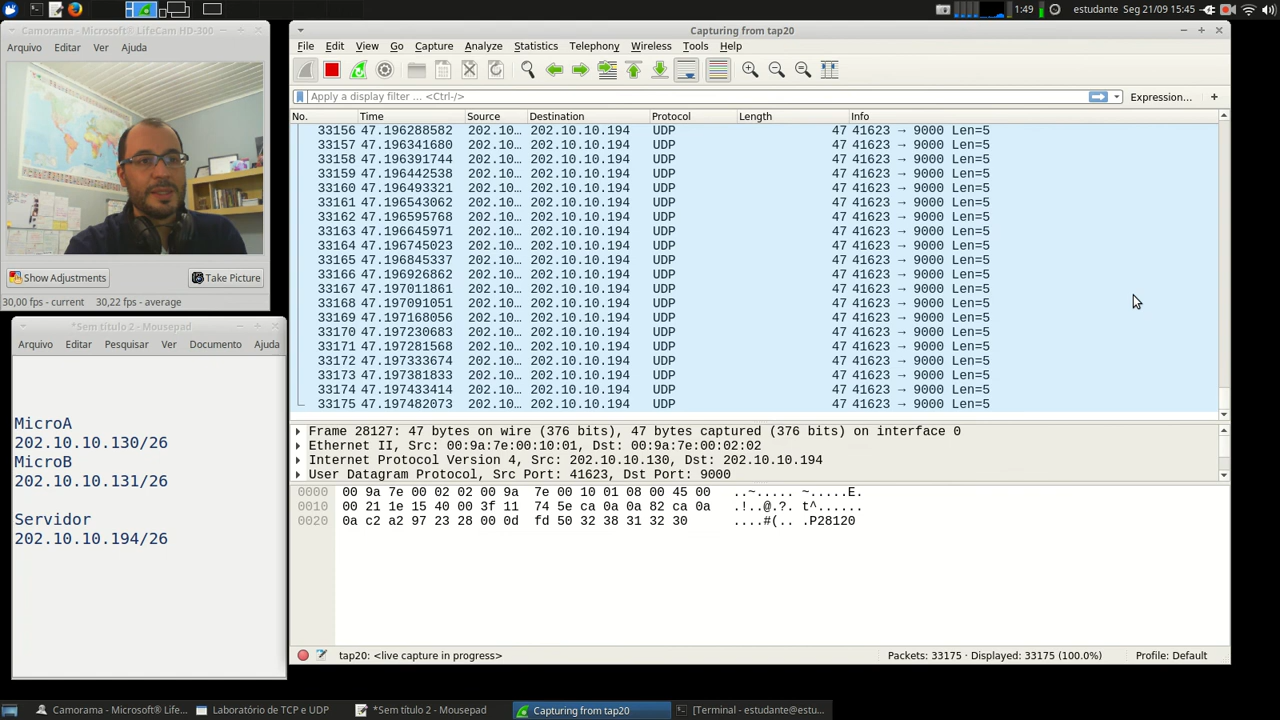 1:49 estudante Seg 21/09 15:45
Camorama - Microsoft® LifeCam HD-300
Arquivo Editar Ver Ajuda
Show Adjustments Take Picture
30,00 fps - current 30,22 fps - average
*Sem título 2 - Mousepad
Arquivo Editar Pesquisar Ver Documento Ajuda
MicroA
202.10.10.130/26
MicroB
202.10.10.131/26
Servidor
202.10.10.194/26
Capturing from tap20
File Edit View Go Capture Analyze Statistics Telephony Wireless Tools Help
Apply a display filter ... <Ctrl-/> Expression... +
No. Time Source Destination Protocol Length Info
33156 47.196288582 202.10... 202.10.10.194 UDP 47 41623 → 9000 Len=5
33157 47.196341680 202.10... 202.10.10.194 UDP 47 41623 → 9000 Len=5
33158 47.196391744 202.10... 202.10.10.194 UDP 47 41623 → 9000 Len=5
33159 47.196442538 202.10... 202.10.10.194 UDP 47 41623 → 9000 Len=5
33160 47.196493321 202.10... 202.10.10.194 UDP 47 41623 → 9000 Len=5
33161 47.196543062 202.10... 202.10.10.194 UDP 47 41623 → 9000 Len=5
33162 47.196595768 202.10... 202.10.10.194 UDP 47 41623 → 9000 Len=5
33163 47.196645971 202.10... 202.10.10.194 UDP 47 41623 → 9000 Len=5
33164 47.196745023 202.10... 202.10.10.194 UDP 47 41623 → 9000 Len=5
33165 47.196845337 202.10... 202.10.10.194 UDP 47 41623 → 9000 Len=5
33166 47.196926862 202.10... 202.10.10.194 UDP 47 41623 → 9000 Len=5
33167 47.197011861 202.10... 202.10.10.194 UDP 47 41623 → 9000 Len=5
33168 47.197091051 202.10... 202.10.10.194 UDP 47 41623 → 9000 Len=5
33169 47.197168056 202.10... 202.10.10.194 UDP 47 41623 → 9000 Len=5
33170 47.197230683 202.10... 202.10.10.194 UDP 47 41623 → 9000 Len=5
33171 47.197281568 202.10... 202.10.10.194 UDP 47 41623 → 9000 Len=5
33172 47.197333674 202.10... 202.10.10.194 UDP 47 41623 → 9000 Len=5
33173 47.197381833 202.10... 202.10.10.194 UDP 47 41623 → 9000 Len=5
33174 47.197433414 202.10... 202.10.10.194 UDP 47 41623 → 9000 Len=5
33175 47.197482073 202.10... 202.10.10.194 UDP 47 41623 → 9000 Len=5
Frame 28127: 47 bytes on wire (376 bits), 47 bytes captured (376 bits) on interface 0
Ethernet II, Src: 00:9a:7e:00:10:01, Dst: 00:9a:7e:00:02:02
Internet Protocol Version 4, Src: 202.10.10.130, Dst: 202.10.10.194
User Datagram Protocol, Src Port: 41623, Dst Port: 9000
0000 00 9a 7e 00 02 02 00 9a 7e 00 10 01 08 00 45 00 ..~..... ~.....E.
0010 00 21 1e 15 40 00 3f 11 74 5e ca 0a 0a 82 ca 0a .!..@.?. t^......
0020 0a c2 a2 97 23 28 00 0d fd 50 32 38 31 32 30 ....#(.. .P28120
tap20: <live capture in progress> Packets: 33175 · Displayed: 33175 (100.0%) Profile: Default
Camorama - Microsoft® Life... Laboratório de TCP e UDP *Sem título 2 - Mousepad Capturing from tap20 [Terminal - estudante@estu...